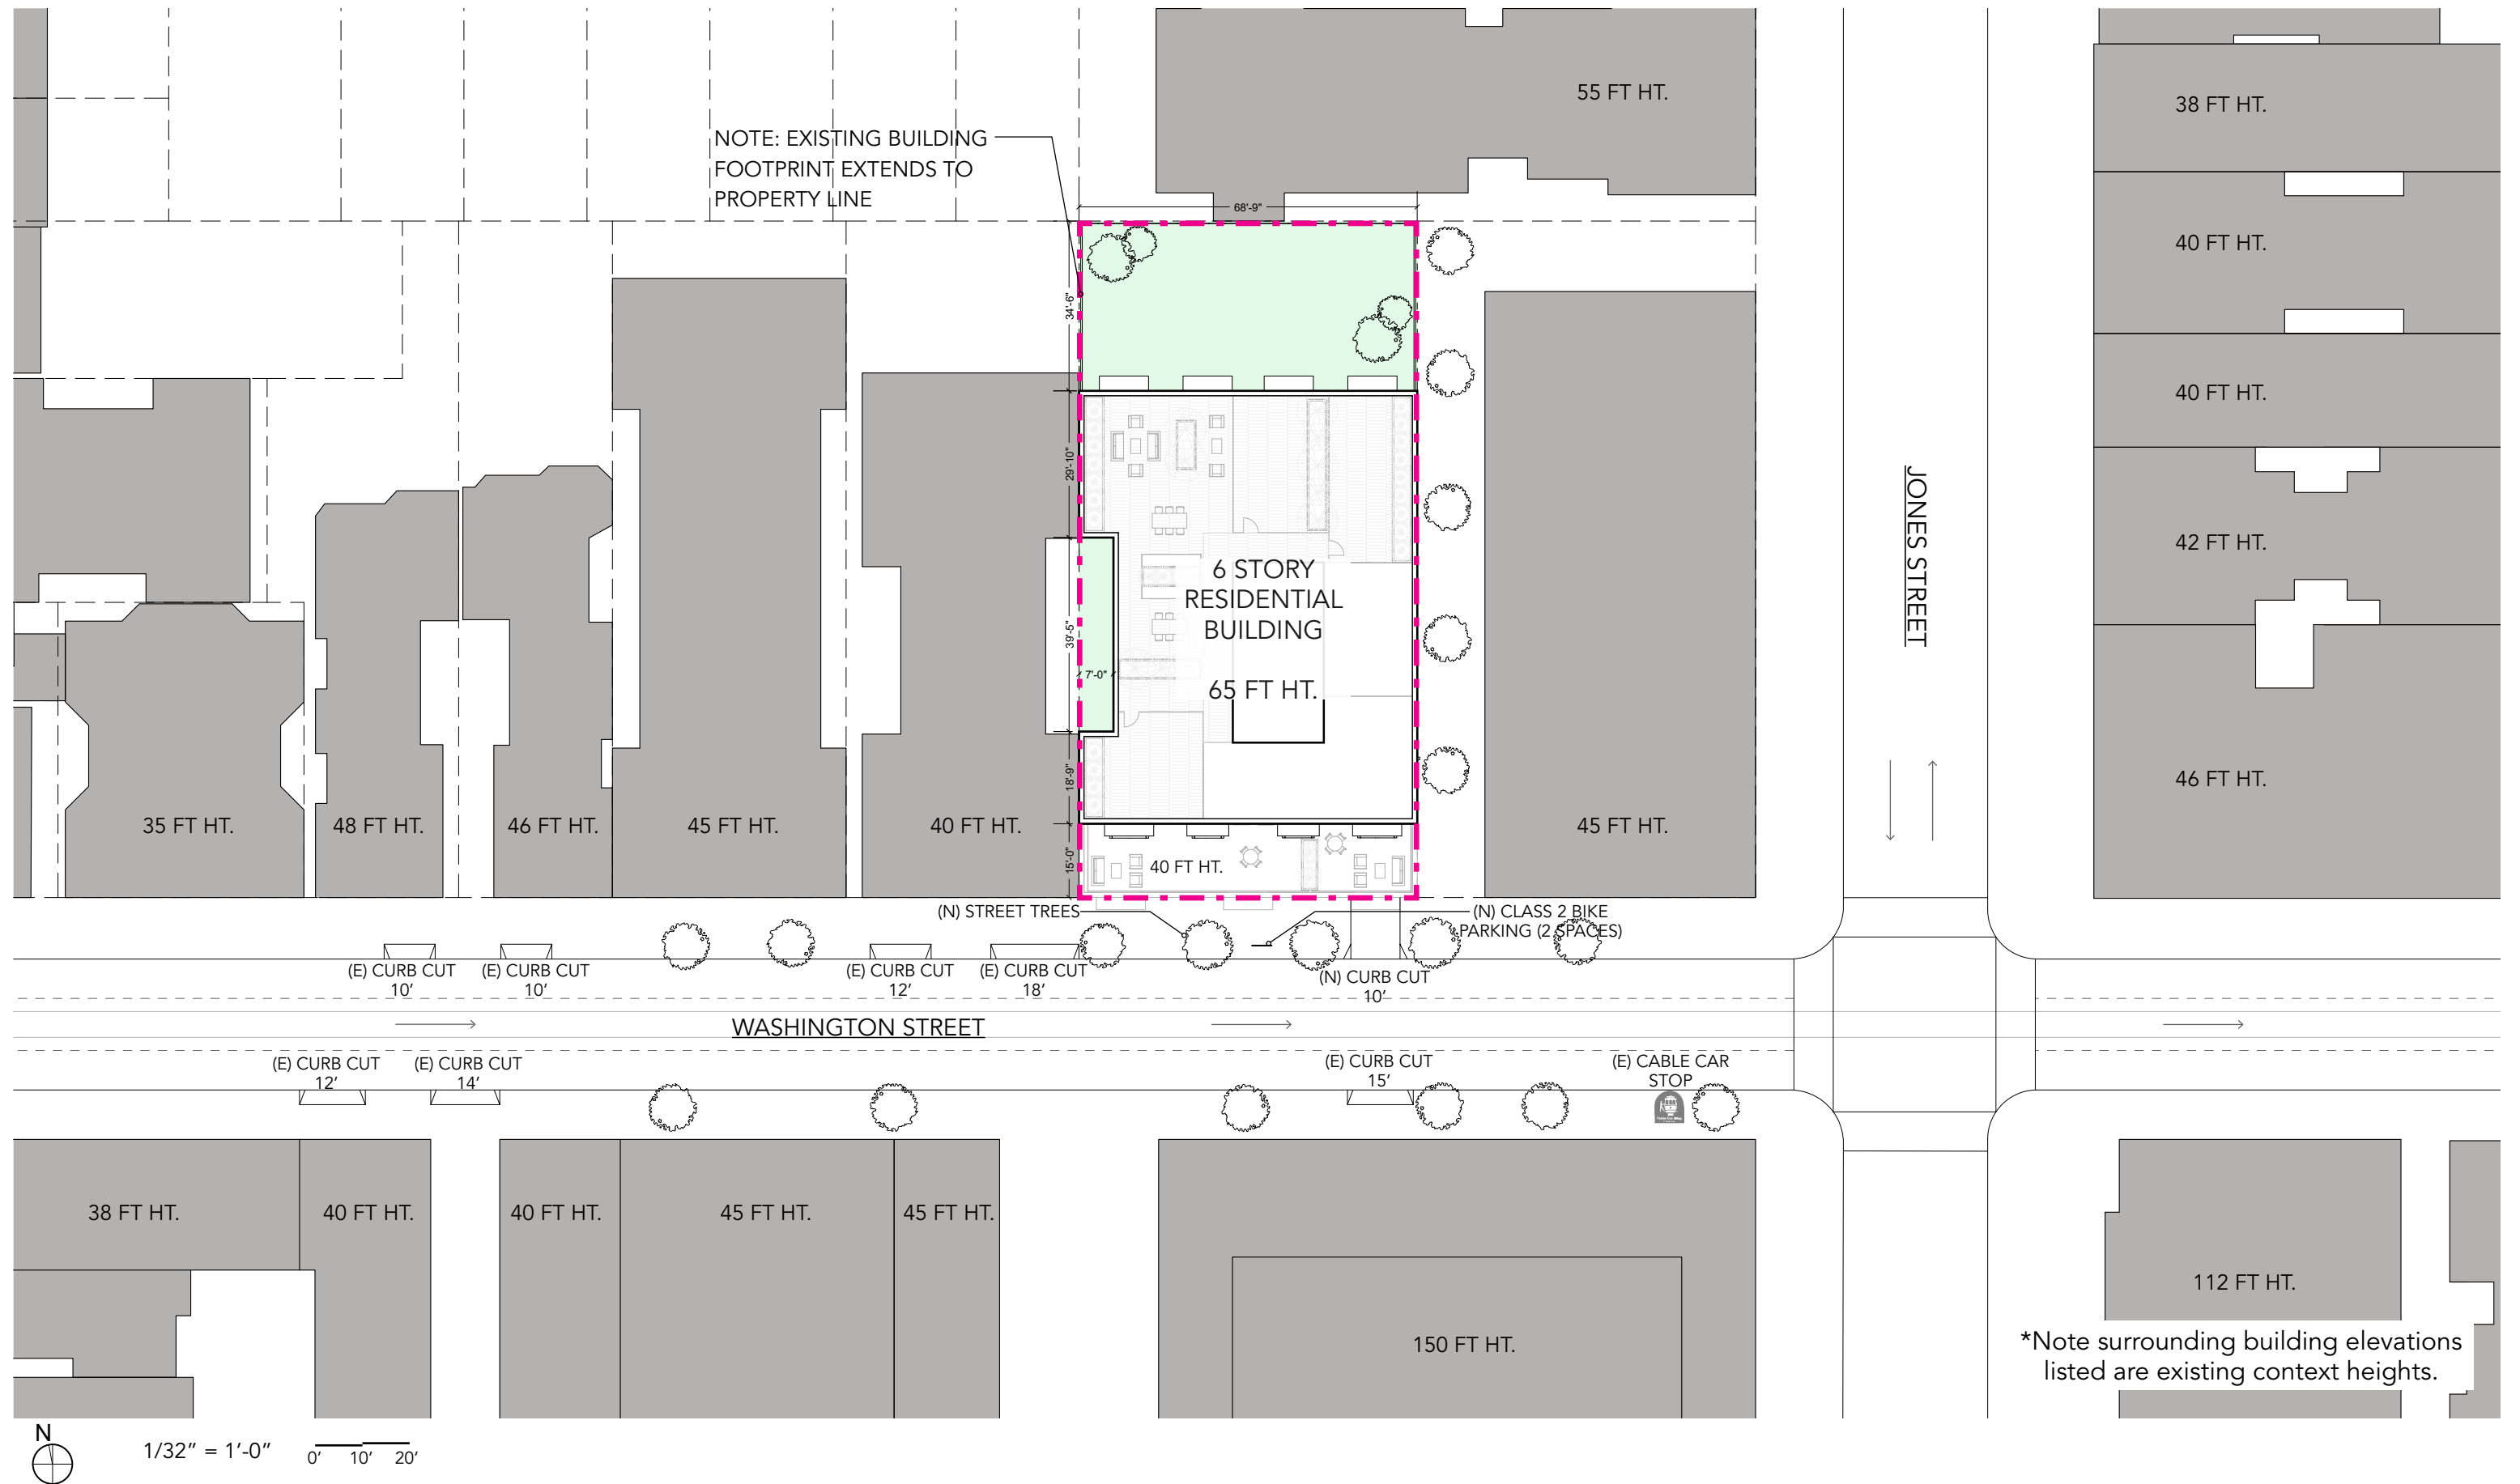 55 FT HT.
38 FT HT.
NOTE: EXISTING BUILDING
FOOTPRINT EXTENDS TO
PROPERTY LINE
68'-9"
40 FT HT.
34'-6"
40 FT HT.
29'-10"
JONES STREET
42 FT HT.
6 STORY
RESIDENTIAL
BUILDING
39'-5"
7'-0"
65 FT HT.
18'-9"
46 FT HT.
35 FT HT.
48 FT HT.
46 FT HT.
45 FT HT.
40 FT HT.
45 FT HT.
15'-0"
40 FT HT.
(N) STREET TREES
(N) CLASS 2 BIKE
PARKING (2 SPACES)
(E) CURB CUT
10'
(E) CURB CUT
10'
(E) CURB CUT
12'
(E) CURB CUT
18'
(N) CURB CUT
10'
WASHINGTON STREET
(E) CURB CUT
12'
(E) CURB CUT
14'
(E) CURB CUT
15'
(E) CABLE CAR
STOP
38 FT HT.
40 FT HT.
40 FT HT.
45 FT HT.
45 FT HT.
112 FT HT.
150 FT HT.
*Note surrounding building elevations
listed are existing context heights.
N
1/32" = 1'-0"
0' 10' 20'